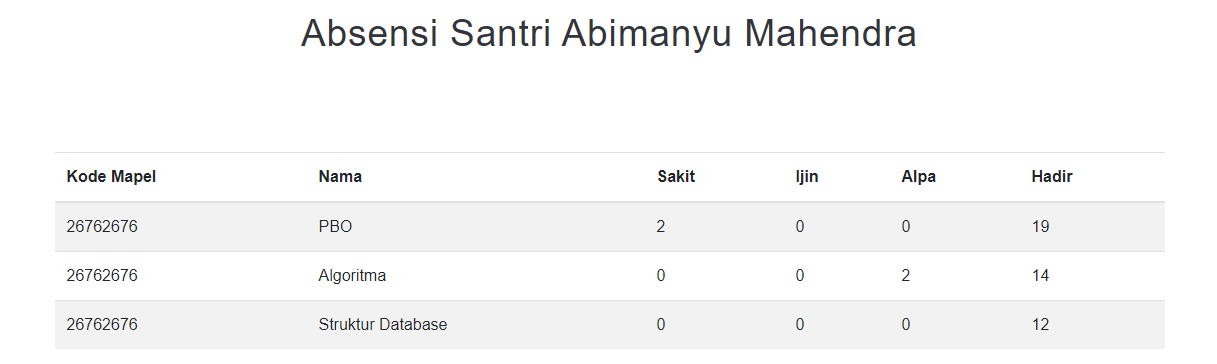 Absensi Santri Abimanyu Mahendra
Kode Mapel Nama Sakit Ijin Alpa Hadir
26762676 PBO 2 0 0 19
26762676 Algoritma 0 0 2 14
26762676 Struktur Database 0 0 0 12